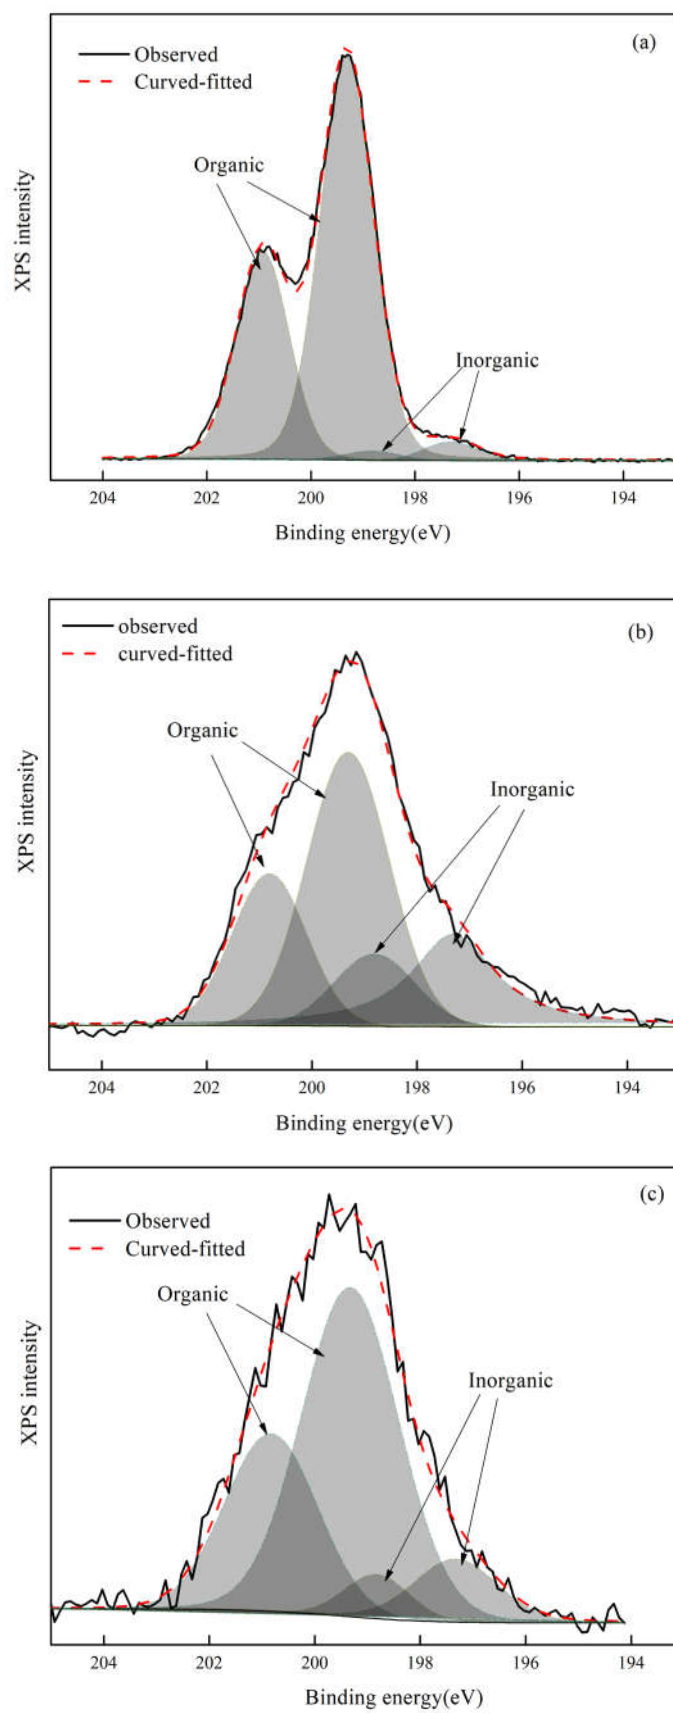 (a)
Observed
Curved-fitted
Organic
Inorganic
XPS intensity
204 202 200 198 196 194
Binding energy(eV)
(b)
observed
curved-fitted
Organic
Inorganic
XPS intensity
204 202 200 198 196 194
Binding energy(eV)
(c)
Observed
Curved-fitted
Organic
Inorganic
XPS intensity
204 202 200 198 196 194
Binding energy(eV)